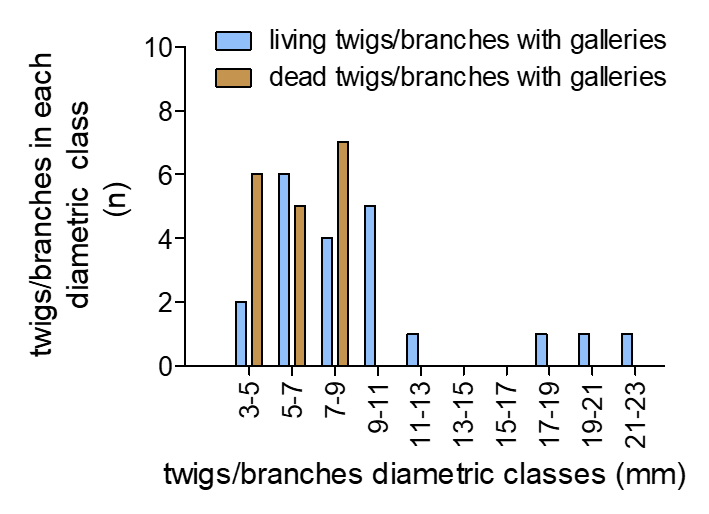 living twigs/branches with galleries
dead twigs/branches with galleries
twigs/branches in each
diametric class
(n)
10
8
6
4
2
0
3-5
5-7
7-9
9-11
11-13
13-15
15-17
17-19
19-21
21-23
twigs/branches diametric classes (mm)